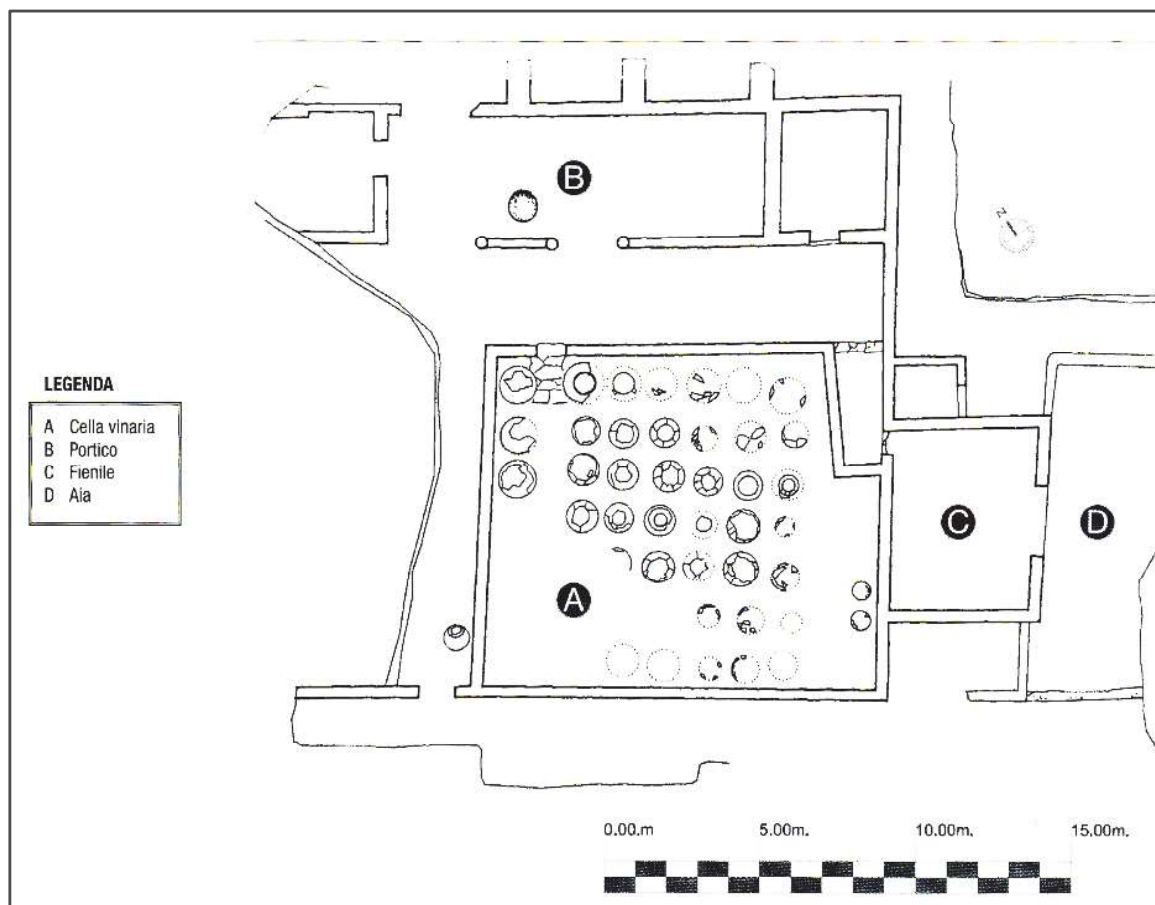 B
Z
LEGENDA
A Cella vinaria
B Portico
C Fienile
D Aia
C
D
A
0.00.m 5.00m. 10.00m. 15.00m.